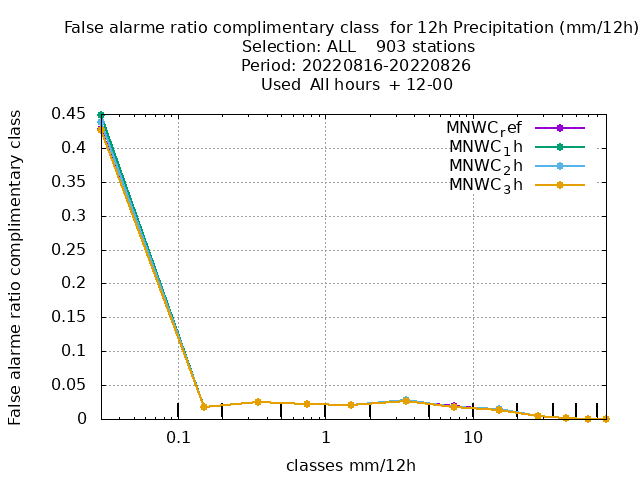 False alarme ratio complimentary class  for 12h Precipitation (mm/12h)
Selection: ALL    903 stations
Period: 20220816-20220826
Used  All hours  + 12-00
False alarme ratio complimentary class
0.45
0.4
0.35
0.3
0.25
0.2
0.15
0.1
0.05
0
MNWC_ref
MNWC_1h
MNWC_2h
MNWC_3h
0.1 1 10
classes mm/12h